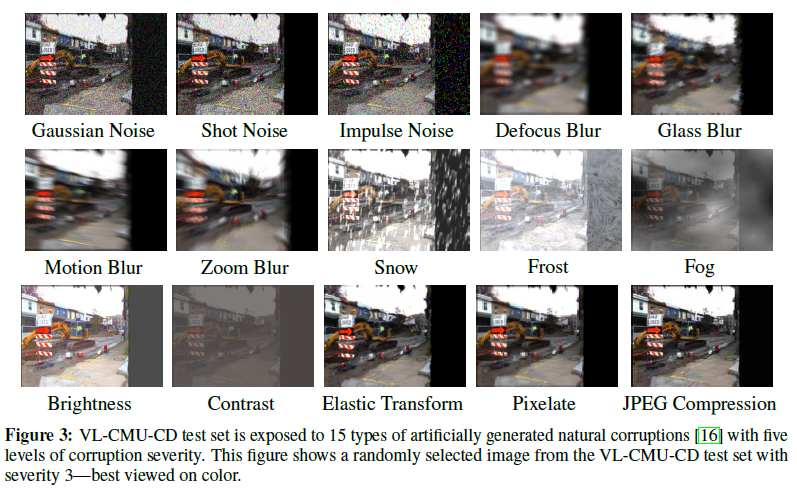 Gaussian Noise Shot Noise Impulse Noise Defocus Blur Glass Blur
Motion Blur Zoom Blur Snow Frost Fog
Brightness Contrast Elastic Transform Pixelate JPEG Compression
Figure 3: VL-CMU-CD test set is exposed to 15 types of artificially generated natural corruptions [16] with five
levels of corruption severity. This figure shows a randomly selected image from the VL-CMU-CD test set with
severity 3—best viewed on color.